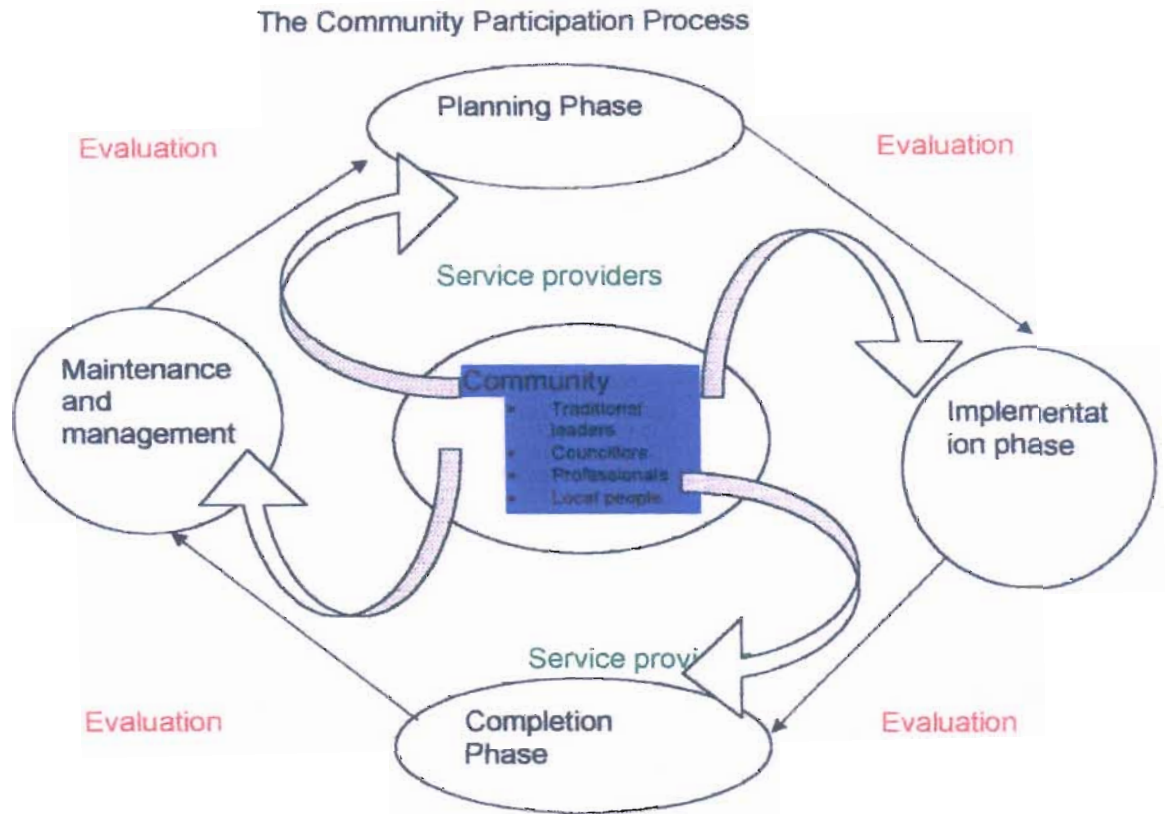 The Community Participation Process
Planning Phase
Evaluation
Evaluation
Service providers
Maintenance
and
management
Community
• Traditional
leaders
• Councillors
• Professionals
• Local people
Implementat
ion phase
Service provi
Evaluation
Completion
Phase
Evaluation